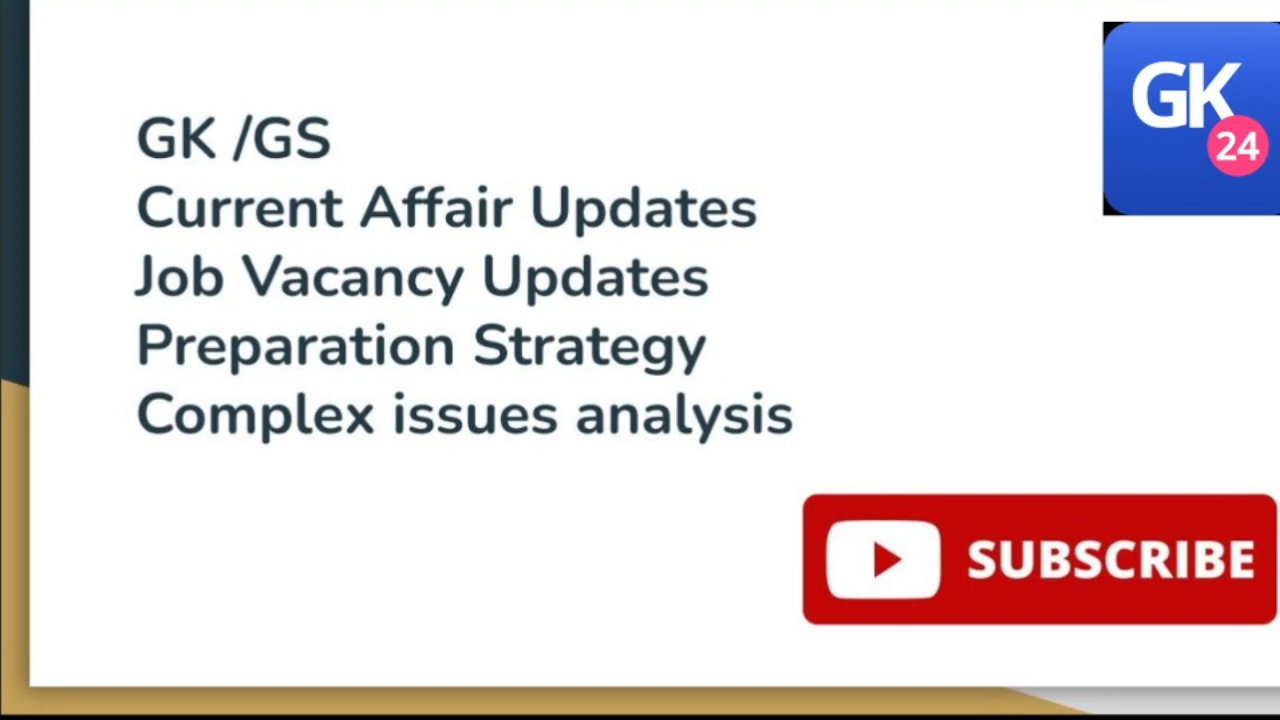 GK
24
GK /GS
Current Affair Updates
Job Vacancy Updates
Preparation Strategy
Complex issues analysis
SUBSCRIBE